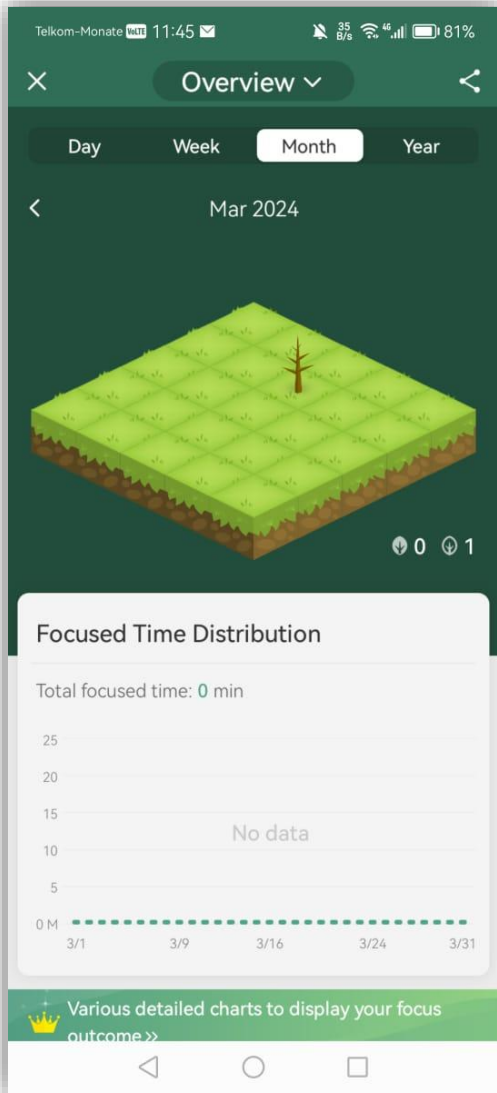 Telkom-Monate VoLTE 11:45 35 B/s 4G 81%
Overview
Day Week Month Year
Mar 2024
0 1
Focused Time Distribution
Total focused time: 0 min
25
20
15
No data
10
5
0 M
3/1 3/9 3/16 3/24 3/31
Various detailed charts to display your focus
outcome »